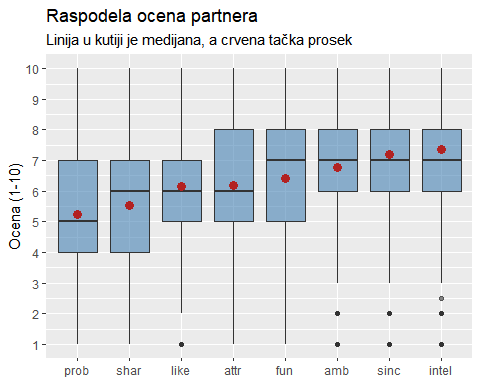 Raspodela ocena partnera
Linija u kutiji je medijana, a crvena tačka prosek
Ocena (1-10)
10
9
8
7
6
5
4
3
2
1
prob shar like attr fun amb sinc intel